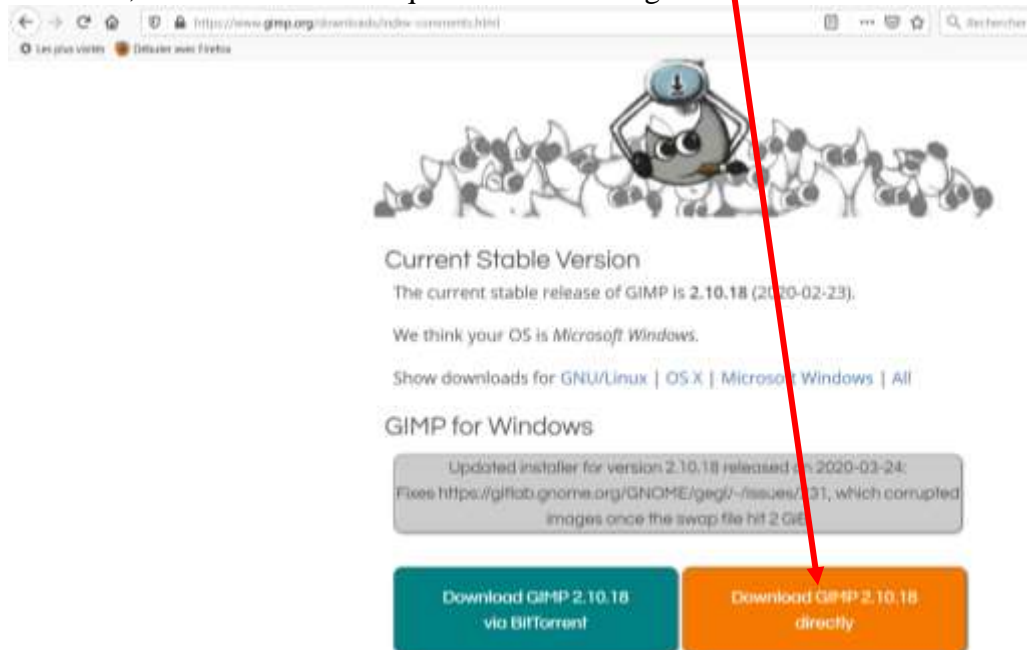 https://www.gimp.org/downloads/index-comments.html
Rechercher
Les plus visités Débuter avec Firefox
Current Stable Version
The current stable release of GIMP is 2.10.18 (2020-02-23).
We think your OS is Microsoft Windows.
Show downloads for GNU/Linux | OS X | Microsoft Windows | All
GIMP for Windows
Updated installer for version 2.10.18 released on 2020-03-24:
Fixes https://gitlab.gnome.org/GNOME/gegl/-/issues/231, which corrupted
images once the swap file hit 2 GiB
Download GIMP 2.10.18
via BitTorrent
Download GIMP 2.10.18
directly